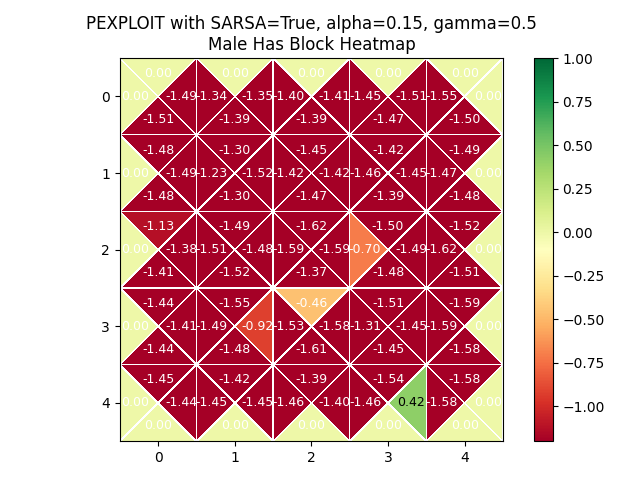 PEXPLOIT with SARSA=True, alpha=0.15, gamma=0.5
Male Has Block Heatmap
0.00 0.00 0.00 0.00 0.00
0 0.00 -1.49 -1.34 -1.35 -1.40 -1.41 -1.45 -1.51 -1.55 0.00
-1.51 -1.39 -1.39 -1.47 -1.50
-1.48 -1.30 -1.45 -1.42 -1.49
1 0.00 -1.49 -1.23 -1.52 -1.42 -1.42 -1.46 -1.45 -1.47 0.00
-1.48 -1.30 -1.47 -1.39 -1.48
-1.13 -1.49 -1.62 -1.50 -1.52
2 0.00 -1.38 -1.51 -1.48 -1.59 -1.59 -0.70 -1.49 -1.62 0.00
-1.41 -1.52 -1.37 -1.48 -1.51
-1.44 -1.55 -0.46 -1.51 -1.59
3 0.00 -1.41 -1.49 -0.92 -1.53 -1.58 -1.31 -1.45 -1.59 0.00
-1.44 -1.48 -1.61 -1.45 -1.58
-1.45 -1.42 -1.39 -1.54 -1.58
4 0.00 -1.44 -1.45 -1.45 -1.46 -1.40 -1.46 0.42 -1.58 0.00
0.00 0.00 0.00 0.00 0.00
0 1 2 3 4
1.00
0.75
0.50
0.25
0.00
−0.25
−0.50
−0.75
−1.00